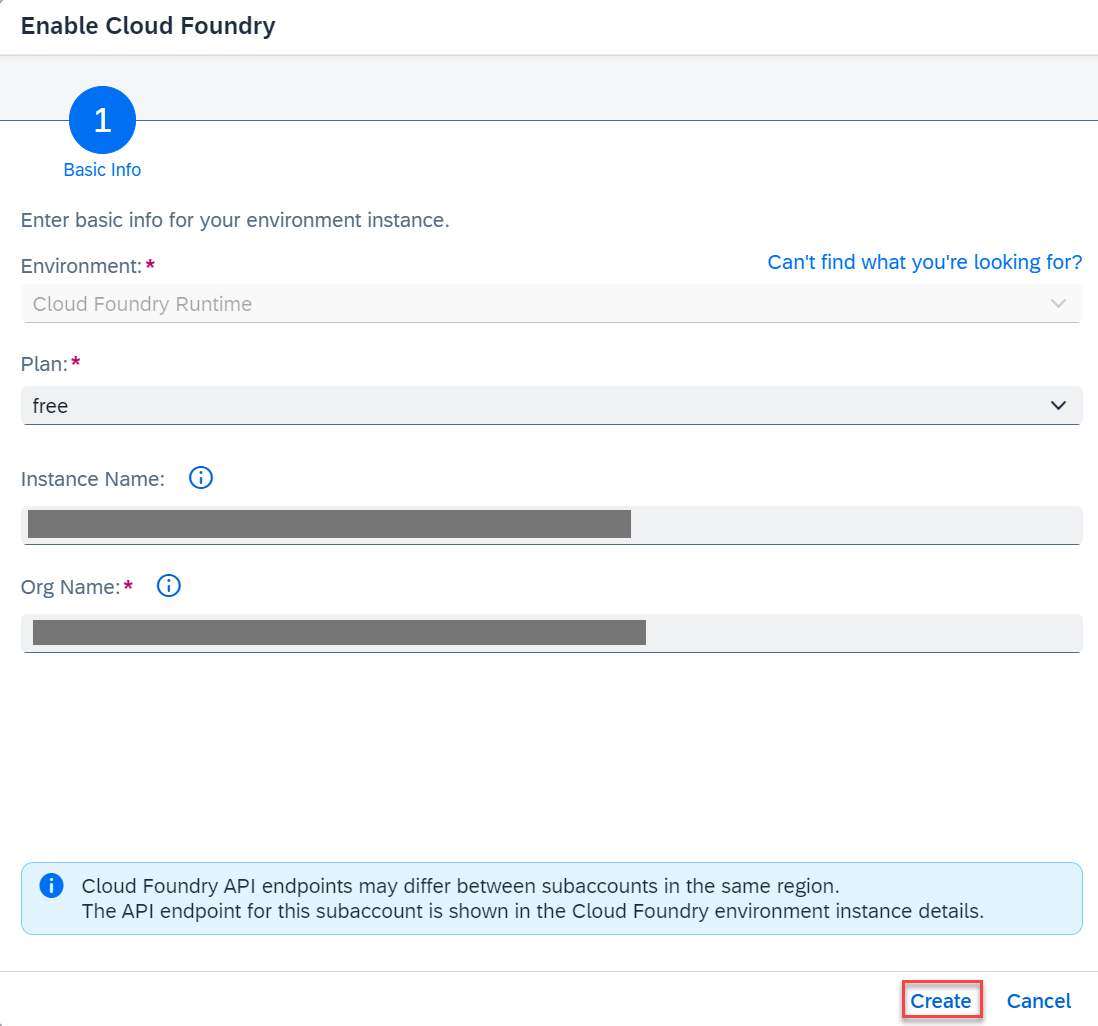 Enable Cloud Foundry
1
Basic Info
Enter basic info for your environment instance.
Environment:*
Can't find what you're looking for?
Cloud Foundry Runtime
Plan:*
free
Instance Name:
Org Name:*
Cloud Foundry API endpoints may differ between subaccounts in the same region.
The API endpoint for this subaccount is shown in the Cloud Foundry environment instance details.
Create Cancel